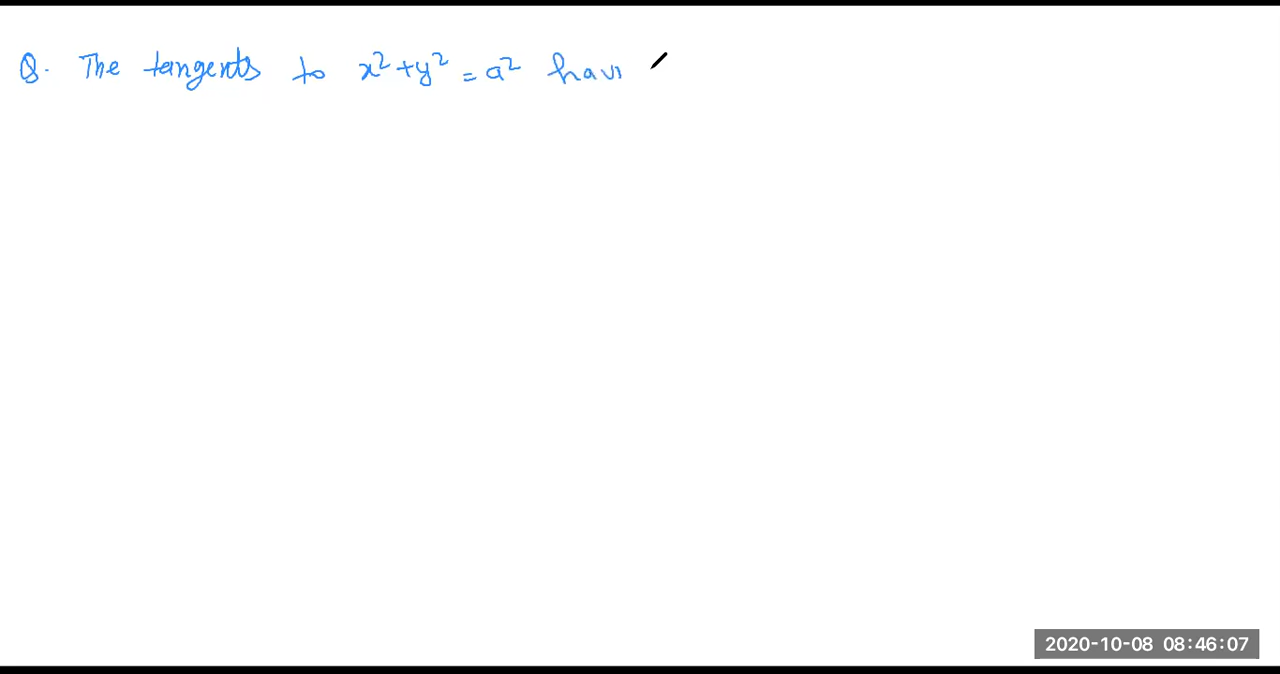 Q. The tangents to x² + y² = a² havi
2020-10-08 08:46:07